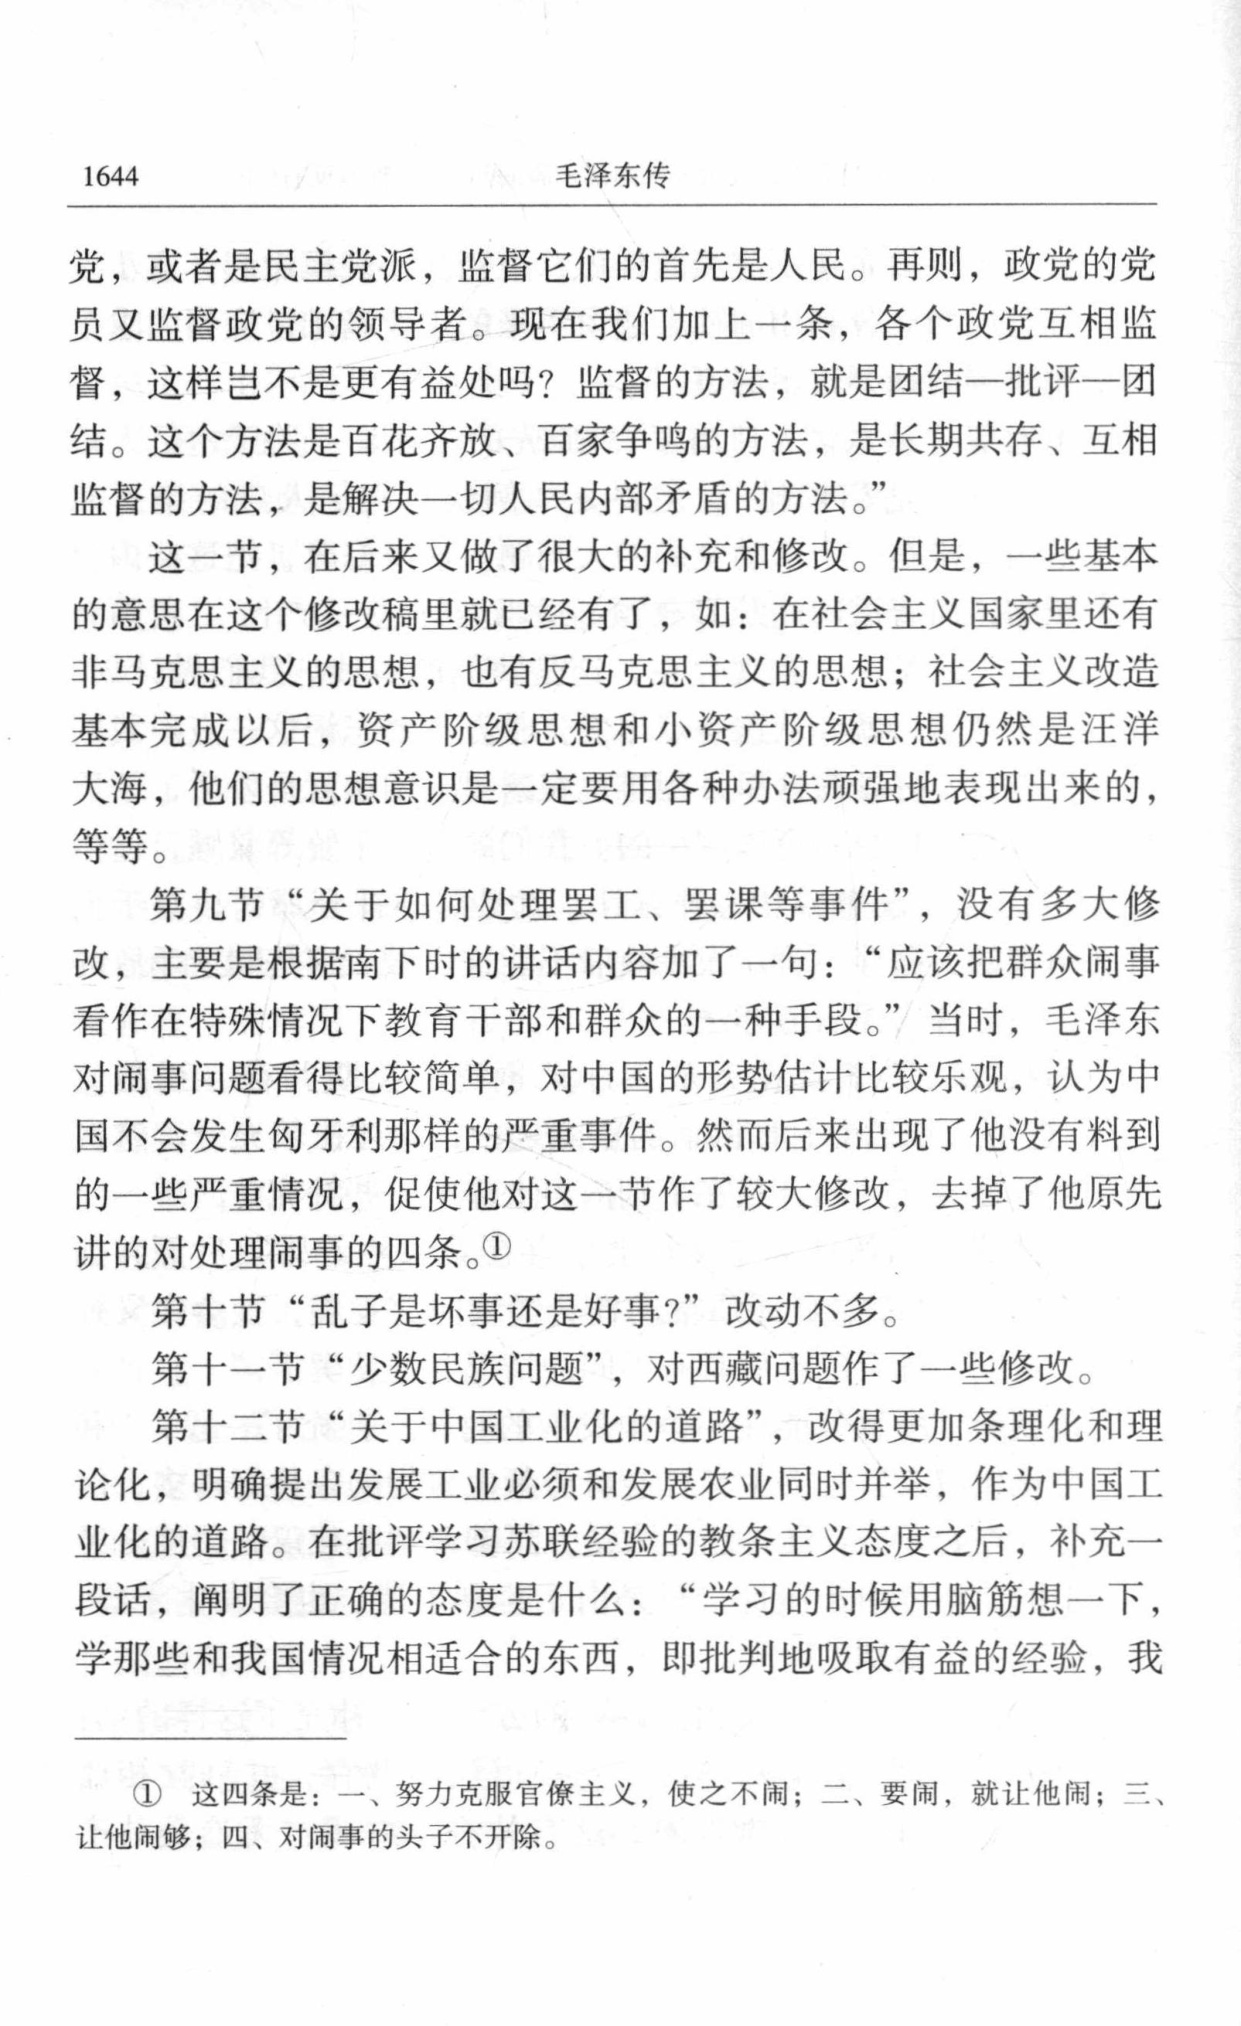 1644
毛泽东传
党，或者是民主党派，监督它们的首先是人民。再则，政党的党
员又监督政党的领导者。现在我们加上一条，各个政党互相监
督，这样岂不是更有益处吗？监督的方法，就是团结—批评—团
结。这个方法是百花齐放、百家争鸣的方法，是长期共存、互相
监督的方法，是解决一切人民内部矛盾的方法。”
这一节，在后来又做了很大的补充和修改。但是，一些基本
的意思在这个修改稿里就已经有了，如：在社会主义国家里还有
非马克思主义的思想，也有反马克思主义的思想；社会主义改造
基本完成以后，资产阶级思想和小资产阶级思想仍然是汪洋
大海，他们的思想意识是一定要用各种办法顽强地表现出来的，
等等。
第九节“关于如何处理罢工、罢课等事件”，没有多大修
改，主要是根据南下时的讲话内容加了一句：“应该把群众闹事
看作在特殊情况下教育干部和群众的一种手段。”当时，毛泽东
对闹事问题看得比较简单，对中国的形势估计比较乐观，认为中
国不会发生匈牙利那样的严重事件。然而后来出现了他没有料到
的一些严重情况，促使他对这一节作了较大修改，去掉了他原先
讲的对处理闹事的四条。①
第十节“乱子是坏事还是好事？”改动不多。
第十一节“少数民族问题”，对西藏问题作了一些修改。
第十二节“关于中国工业化的道路”，改得更加条理化和理
论化，明确提出发展工业必须和发展农业同时并举，作为中国工
业化的道路。在批评学习苏联经验的教条主义态度之后，补充一
段话，阐明了正确的态度是什么：“学习的时候用脑筋想一下，
学那些和我国情况相适合的东西，即批判地吸取有益的经验，我
① 这四条是：一、努力克服官僚主义，使之不闹；二、要闹，就让他闹；三、
让他闹够；四、对闹事的头子不开除。